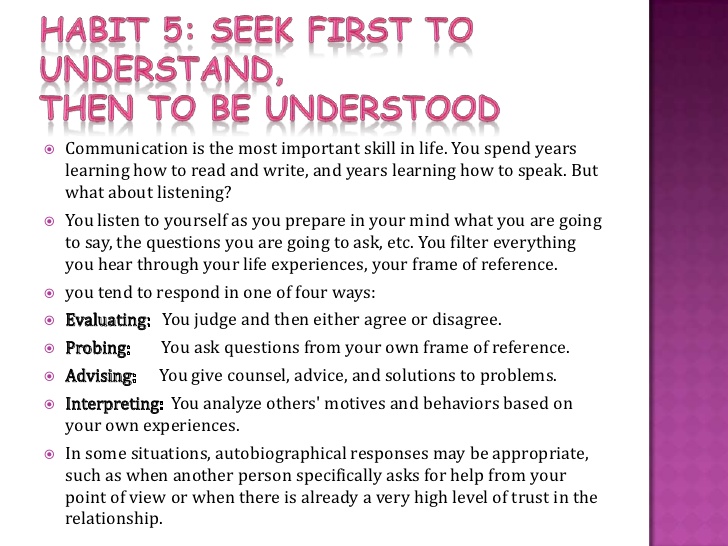 HABIT 5: SEEK FIRST TO
UNDERSTAND,
THEN TO BE UNDERSTOOD
Communication is the most important skill in life. You spend years
learning how to read and write, and years learning how to speak. But
what about listening?
You listen to yourself as you prepare in your mind what you are going
to say, the questions you are going to ask, etc. You filter everything
you hear through your life experiences, your frame of reference.
you tend to respond in one of four ways:
Evaluating: You judge and then either agree or disagree.
Probing: You ask questions from your own frame of reference.
Advising: You give counsel, advice, and solutions to problems.
Interpreting: You analyze others' motives and behaviors based on
your own experiences.
In some situations, autobiographical responses may be appropriate,
such as when another person specifically asks for help from your
point of view or when there is already a very high level of trust in the
relationship.